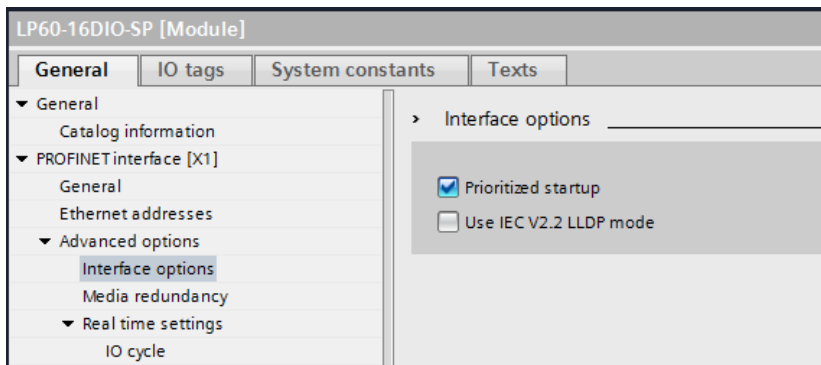 LP60-16DIO-SP [Module]
General IO tags System constants Texts
General
Catalog information
PROFINET interface [X1]
General
Ethernet addresses
Advanced options
Interface options
Media redundancy
Real time settings
IO cycle
Interface options
Prioritized startup
Use IEC V2.2 LLDP mode